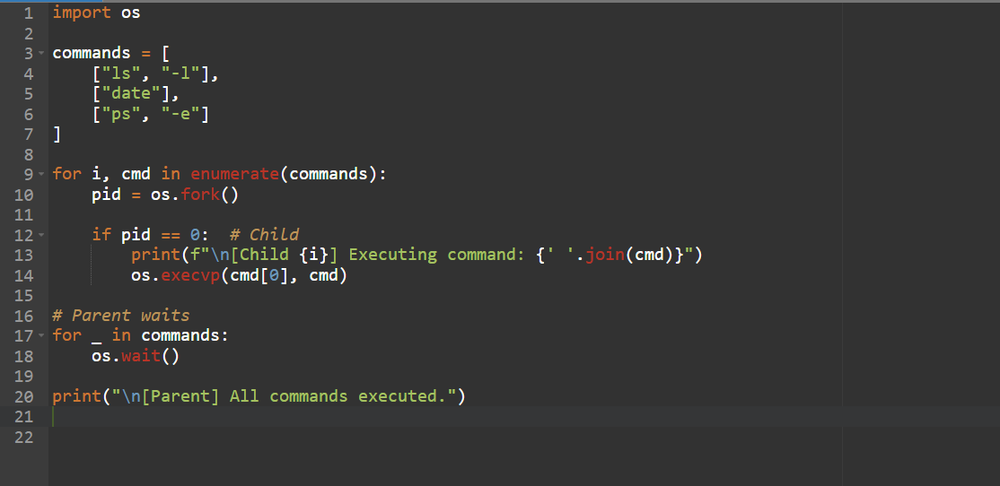 1 import os
2
3 commands = [
4     ["ls", "-l"],
5     ["date"],
6     ["ps", "-e"]
7 ]
8
9 for i, cmd in enumerate(commands):
10     pid = os.fork()
11
12     if pid == 0:  # Child
13         print(f"\n[Child {i}] Executing command: {' '.join(cmd)}")
14         os.execvp(cmd[0], cmd)
15
16 # Parent waits
17 for _ in commands:
18     os.wait()
19
20 print("\n[Parent] All commands executed.")
21
22